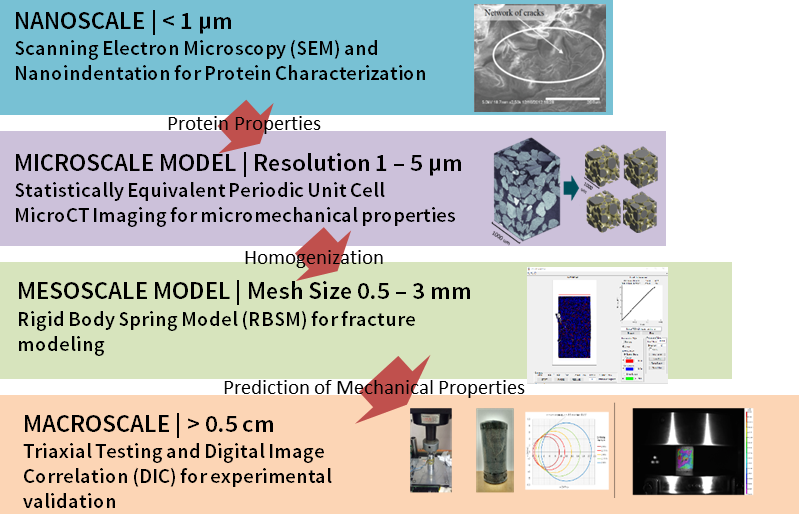 NANOSCALE | < 1 µm
Scanning Electron Microscopy (SEM) and
Nanoindentation for Protein Characterization
Network of cracks
Protein Properties
MICROSCALE MODEL | Resolution 1 – 5 µm
Statistically Equivalent Periodic Unit Cell
MicroCT Imaging for micromechanical properties
1000 um
Homogenization
MESOSCALE MODEL | Mesh Size 0.5 – 3 mm
Rigid Body Spring Model (RBSM) for fracture
modeling
Prediction of Mechanical Properties
MACROSCALE | > 0.5 cm
Triaxial Testing and Digital Image
Correlation (DIC) for experimental
validation